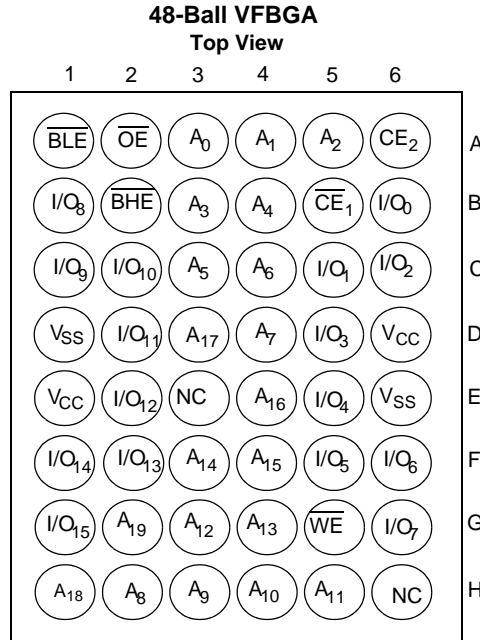 48-Ball VFBGA
Top View
1 2 3 4 5 6
BLE OE A0 A1 A2 CE2 A
I/O8 BHE A3 A4 CE1 I/O0 B
I/O9 I/O10 A5 A6 I/O1 I/O2 C
VSS I/O11 A17 A7 I/O3 VCC D
VCC I/O12 NC A16 I/O4 VSS E
I/O14 I/O13 A14 A15 I/O5 I/O6 F
I/O15 A19 A12 A13 WE I/O7 G
A18 A8 A9 A10 A11 NC H